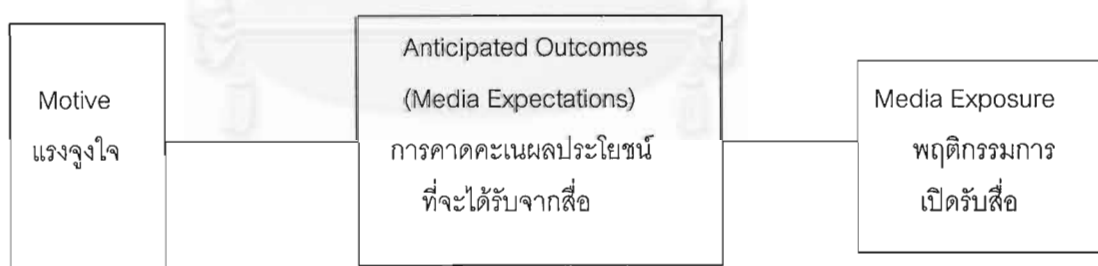 Motive
แรงจูงใจ
Anticipated Outcomes
(Media Expectations)
การคาดคะเนผลประโยชน์
ที่จะได้รับจากสื่อ
Media Exposure
พฤติกรรมการ
เปิดรับสื่อ